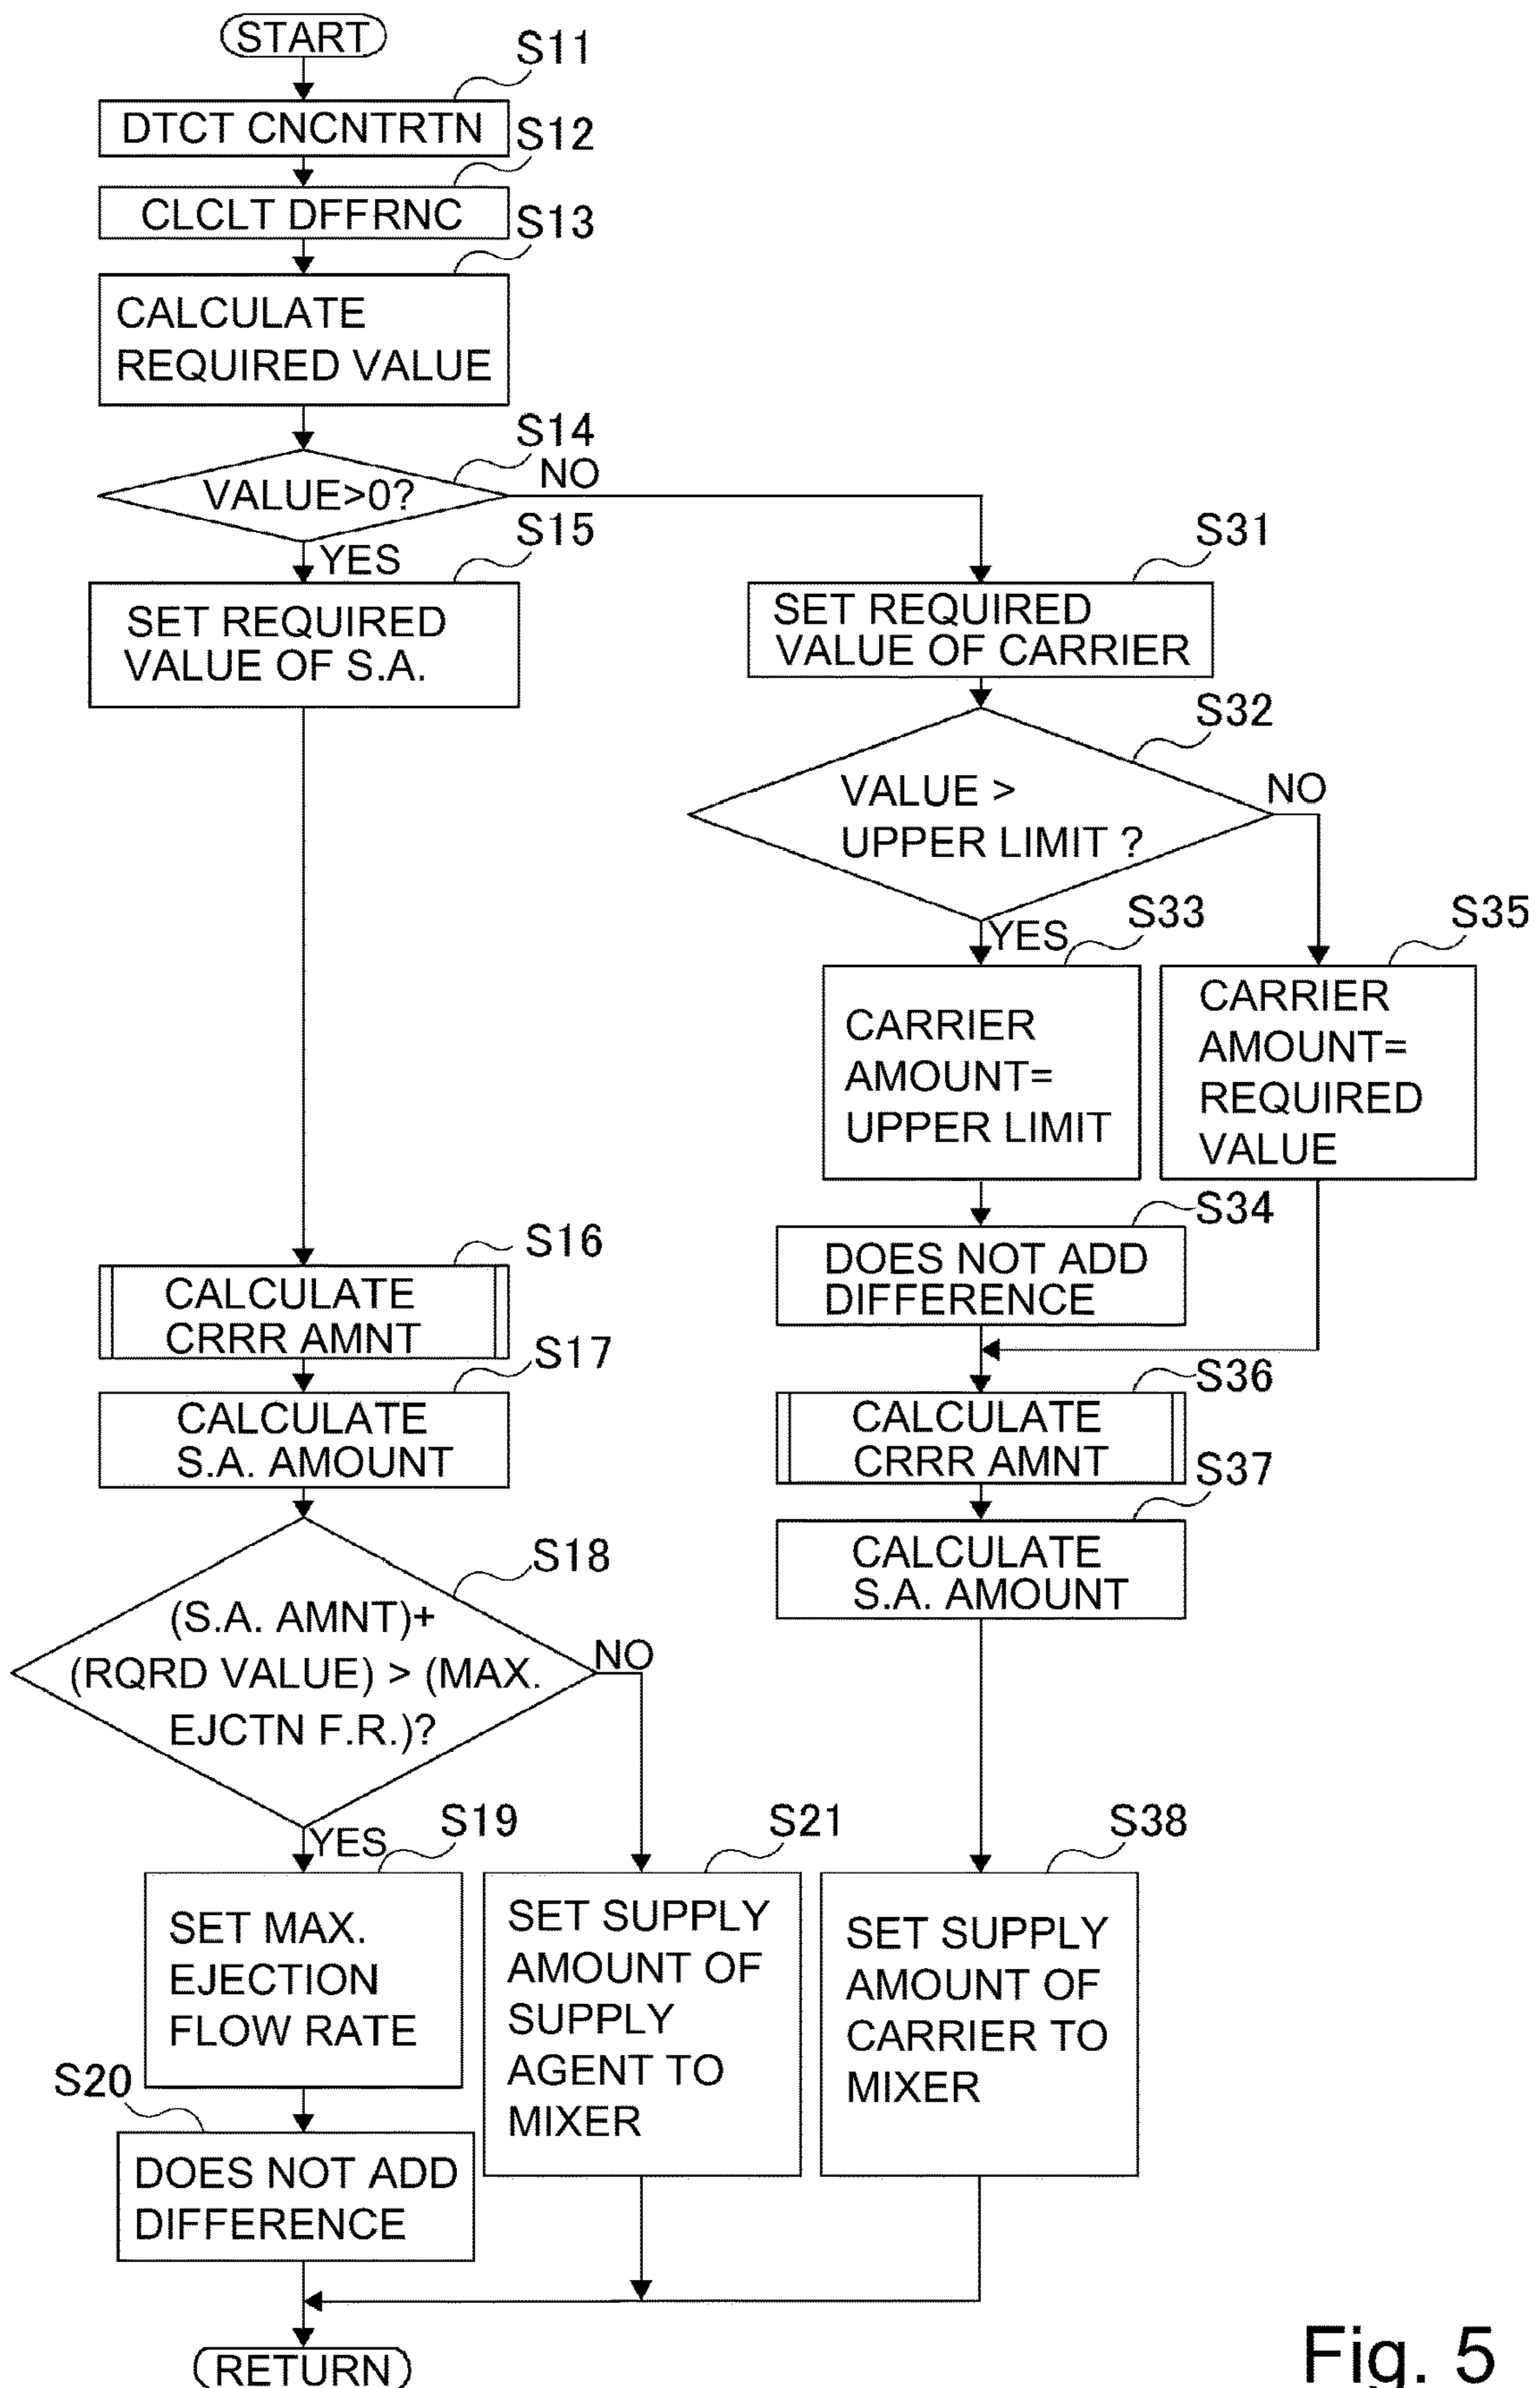 START
S11
DTCT CNCNTRTN
S12
CLCLT DFFRNC
S13
CALCULATE
REQUIRED VALUE
S14
VALUE>0?
NO
YES
S15
SET REQUIRED
VALUE OF S.A.
S31
SET REQUIRED
VALUE OF CARRIER
S32
VALUE >
UPPER LIMIT ?
NO
YES
S33
CARRIER
AMOUNT=
UPPER LIMIT
S35
CARRIER
AMOUNT=
REQUIRED
VALUE
S34
DOES NOT ADD
DIFFERENCE
S16
CALCULATE
CRRR AMNT
S17
CALCULATE
S.A. AMOUNT
S36
CALCULATE
CRRR AMNT
S37
CALCULATE
S.A. AMOUNT
S18
(S.A. AMNT)+
(RQRD VALUE) > (MAX.
EJCTN F.R.)?
NO
YES
S19
SET MAX.
EJECTION
FLOW RATE
S20
DOES NOT ADD
DIFFERENCE
S21
SET SUPPLY
AMOUNT OF
SUPPLY
AGENT TO
MIXER
S38
SET SUPPLY
AMOUNT OF
CARRIER TO
MIXER
RETURN
Fig. 5